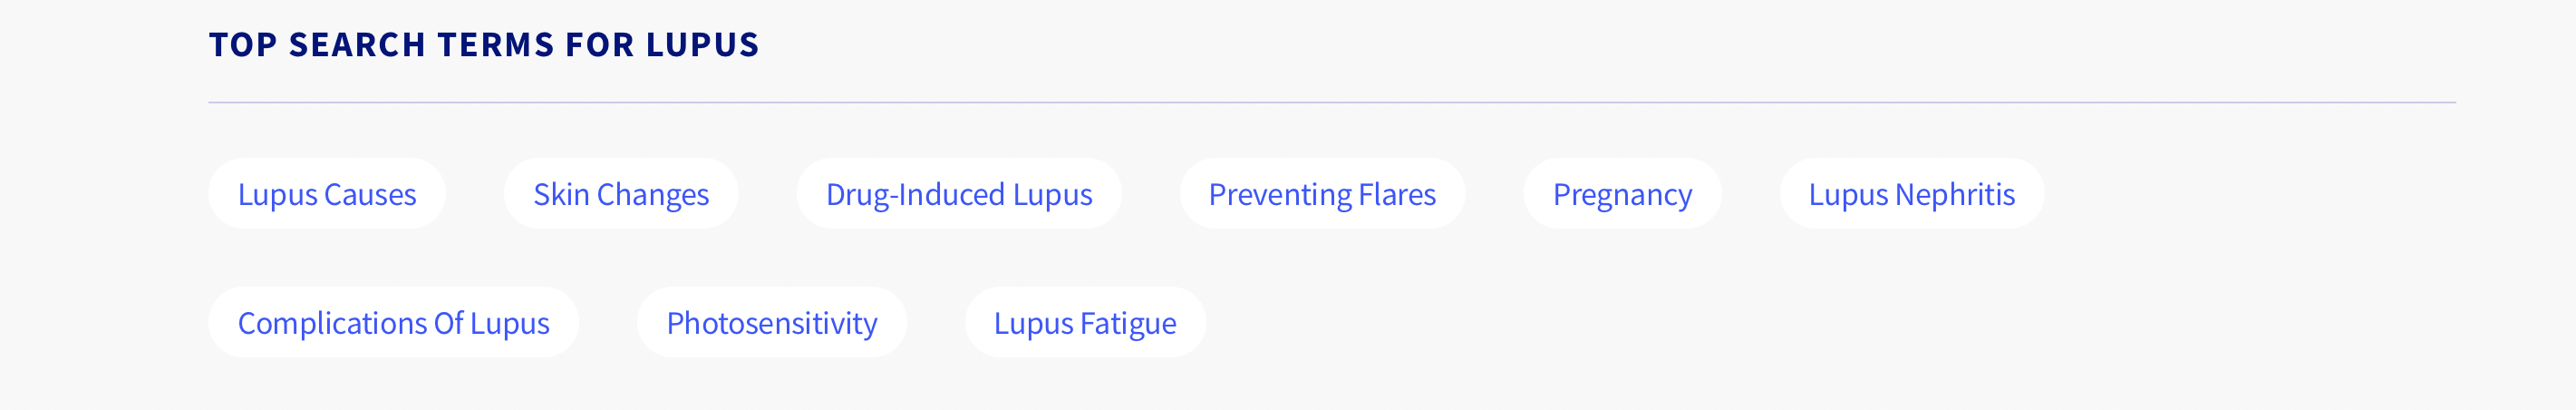 TOP SEARCH TERMS FOR LUPUS
Lupus Causes Skin Changes Drug-Induced Lupus Preventing Flares Pregnancy Lupus Nephritis
Complications Of Lupus Photosensitivity Lupus Fatigue